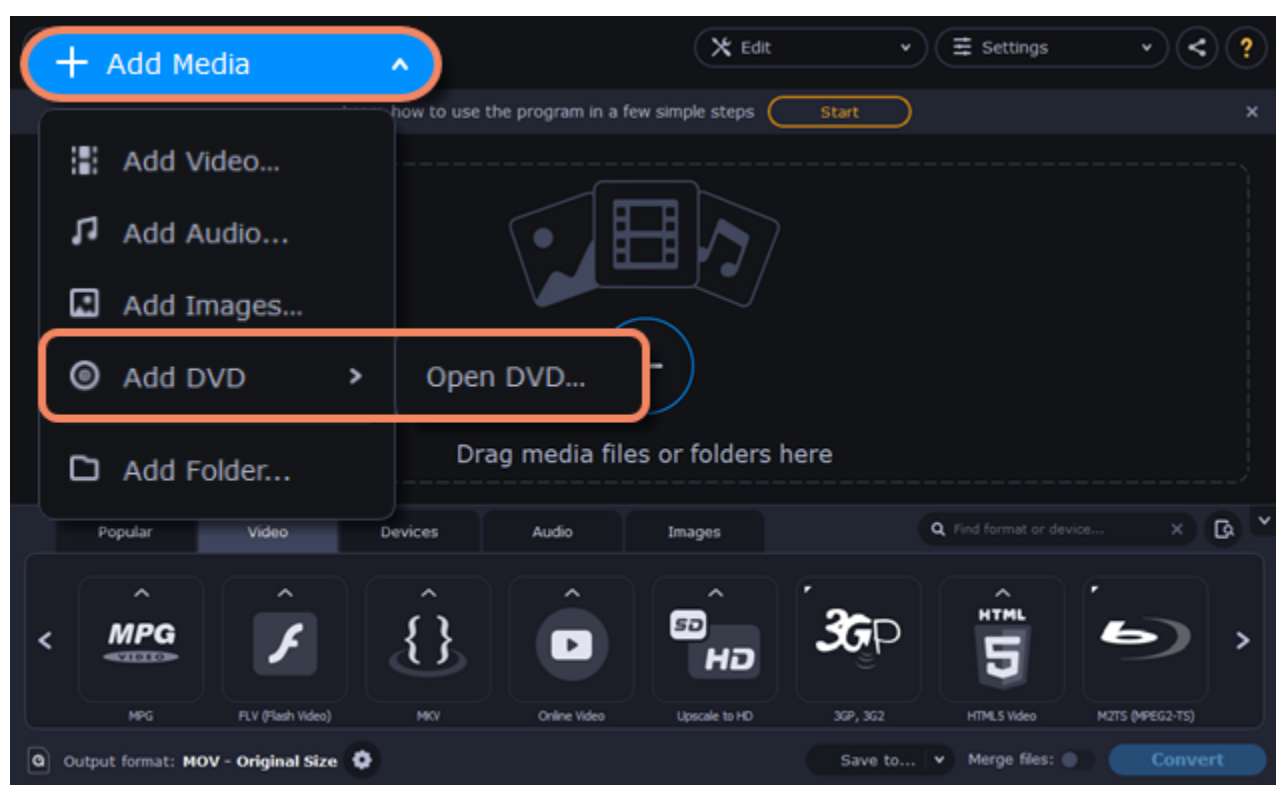 Add Media
Edit
Settings
?
how to use the program in a few simple steps
Start
Add Video...
Add Audio...
Add Images...
Add DVD
Open DVD...
Add Folder...
Drag media files or folders here
Popular
Video
Devices
Audio
Images
Find format or device...
MPG
VIDEO
SD
HD
3GP
HTML
5
MPG
FLV (Flash Video)
MKV
Online Video
Upscale to HD
3GP, 3G2
HTML5 Video
M2TS (MPEG2-TS)
Output format: MOV - Original Size
Save to...
Merge files:
Convert